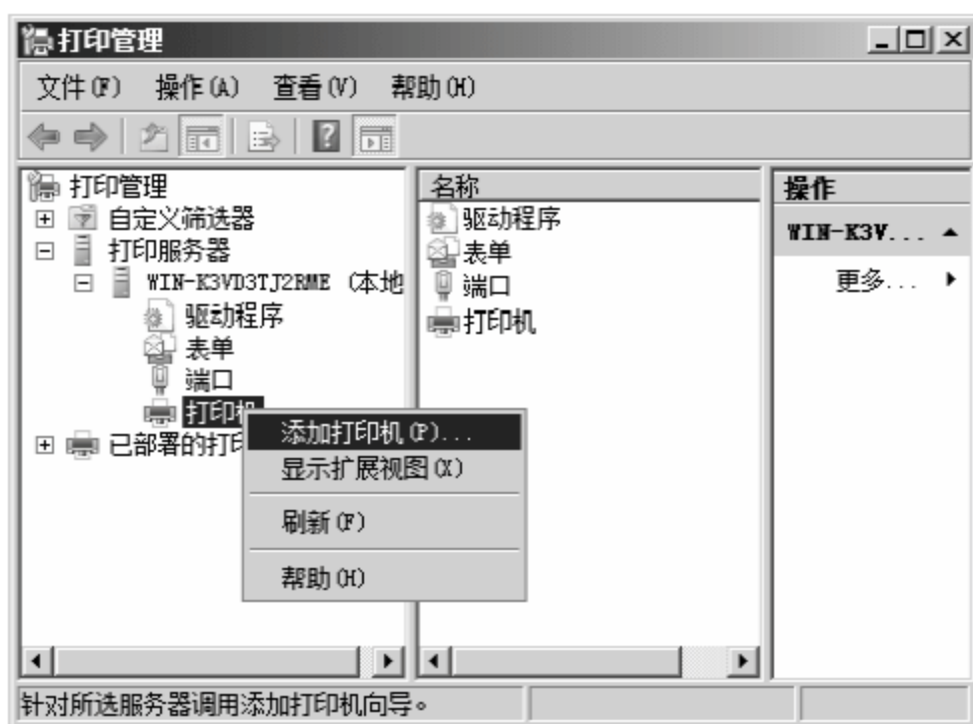 打印管理
文件(F) 操作(A) 查看(V) 帮助(H)
打印管理
自定义筛选器
打印服务器
WIN-K3VD3TJ2RME (本地
驱动程序
表单
端口
打印机
已部署的打印
添加打印机(P)...
显示扩展视图(X)
刷新(F)
帮助(H)
名称
驱动程序
表单
端口
打印机
操作
WIN-K3V...
更多...
针对所选服务器调用添加打印机向导。